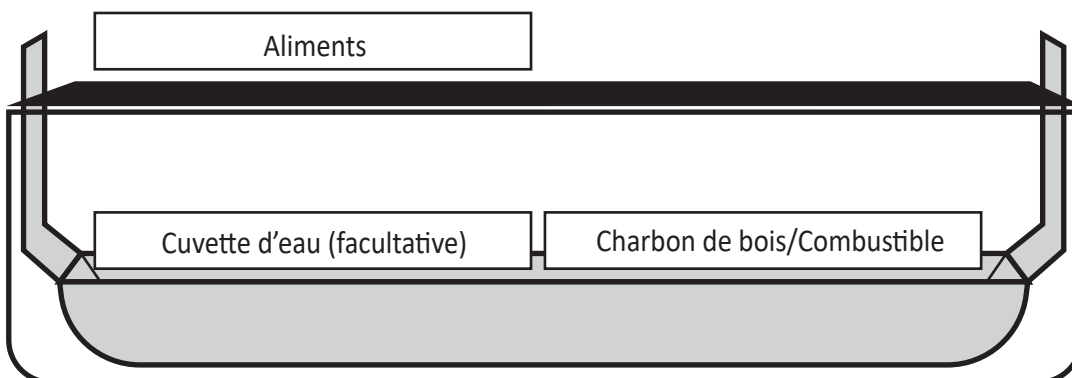 Aliments
Cuvette d’eau (facultative)
Charbon de bois/Combustible